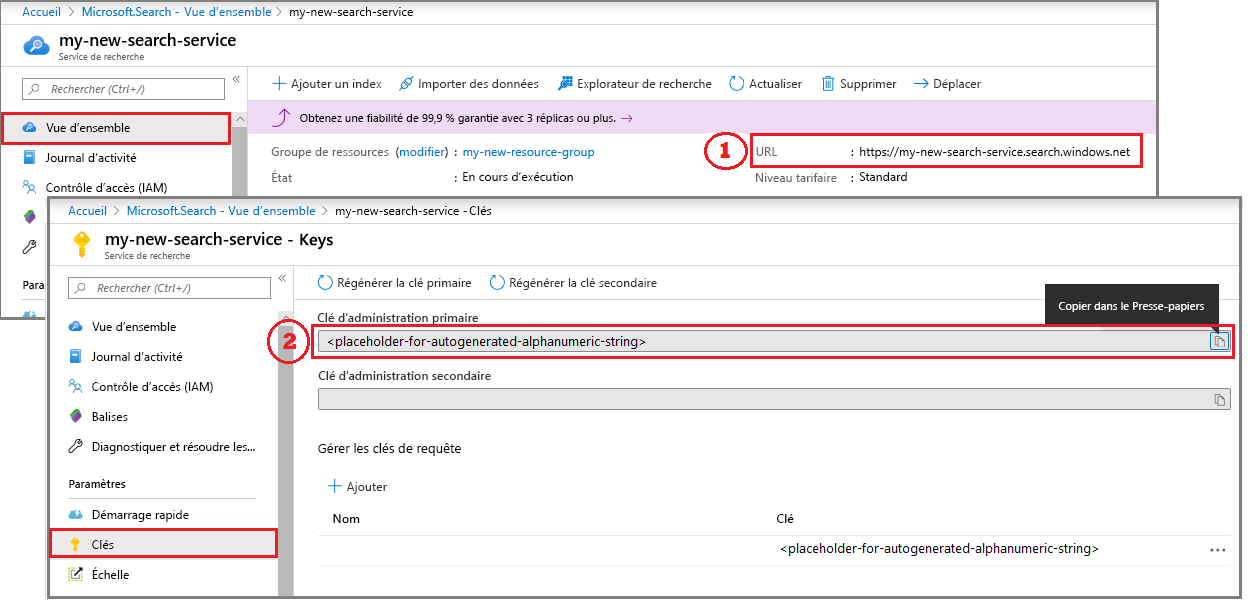 Accueil > Microsoft.Search - Vue d’ensemble > my-new-search-service
my-new-search-service
Service de recherche
Rechercher (Ctrl+/)
«
Ajouter un index
Importer des données
Explorateur de recherche
Actualiser
Supprimer
Déplacer
Vue d’ensemble
Journal d’activité
Contrôle d’accès (IAM)
Para
Obtenez une fiabilité de 99,9 % garantie avec 3 réplicas ou plus. →
Groupe de ressources (modifier) : my-new-resource-group
État : En cours d’exécution
1
URL : https://my-new-search-service.search.windows.net
Niveau tarifaire : Standard
Accueil > Microsoft.Search - Vue d’ensemble > my-new-search-service - Clés
my-new-search-service - Keys
Service de recherche
Rechercher (Ctrl+/)
«
Vue d’ensemble
Journal d’activité
Contrôle d’accès (IAM)
Balises
Diagnostiquer et résoudre les...
Paramètres
Démarrage rapide
Clés
Échelle
Régénérer la clé primaire
Régénérer la clé secondaire
Copier dans le Presse-papiers
Clé d’administration primaire
2
<placeholder-for-autogenerated-alphanumeric-string>
Clé d’administration secondaire
Gérer les clés de requête
Ajouter
Nom Clé
<placeholder-for-autogenerated-alphanumeric-string> ...